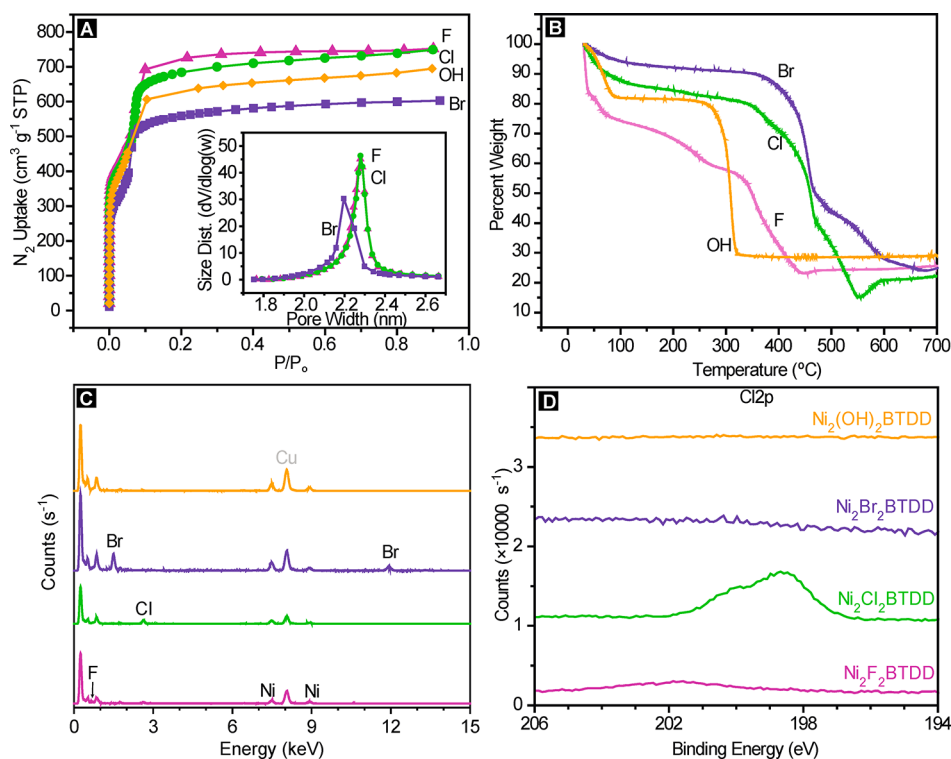 A
800
700
600
500
400
300
200
100
0
N2 Uptake (cm³ g⁻¹ STP)
0.0 0.2 0.4 0.6 0.8 1.0
P/Po
F
Cl
OH
Br
50
40
30
20
10
0
Size Dist. (dV/dlog(w))
1.8 2.0 2.2 2.4 2.6
Pore Width (nm)
F
Cl
Br
B
100
90
80
70
60
50
40
30
20
10
Percent Weight
0 100 200 300 400 500 600 700
Temperature (ºC)
Br
Cl
F
OH
C
Counts (s⁻¹)
Cu
Br
Br
Cl
F
Ni
Ni
0 3 6 9 12 15
Energy (keV)
D
Cl2p
Ni2(OH)2BTDD
Ni2Br2BTDD
Ni2Cl2BTDD
Ni2F2BTDD
3
2
1
0
Counts (×1000 s⁻¹)
206 202 198 194
Binding Energy (eV)